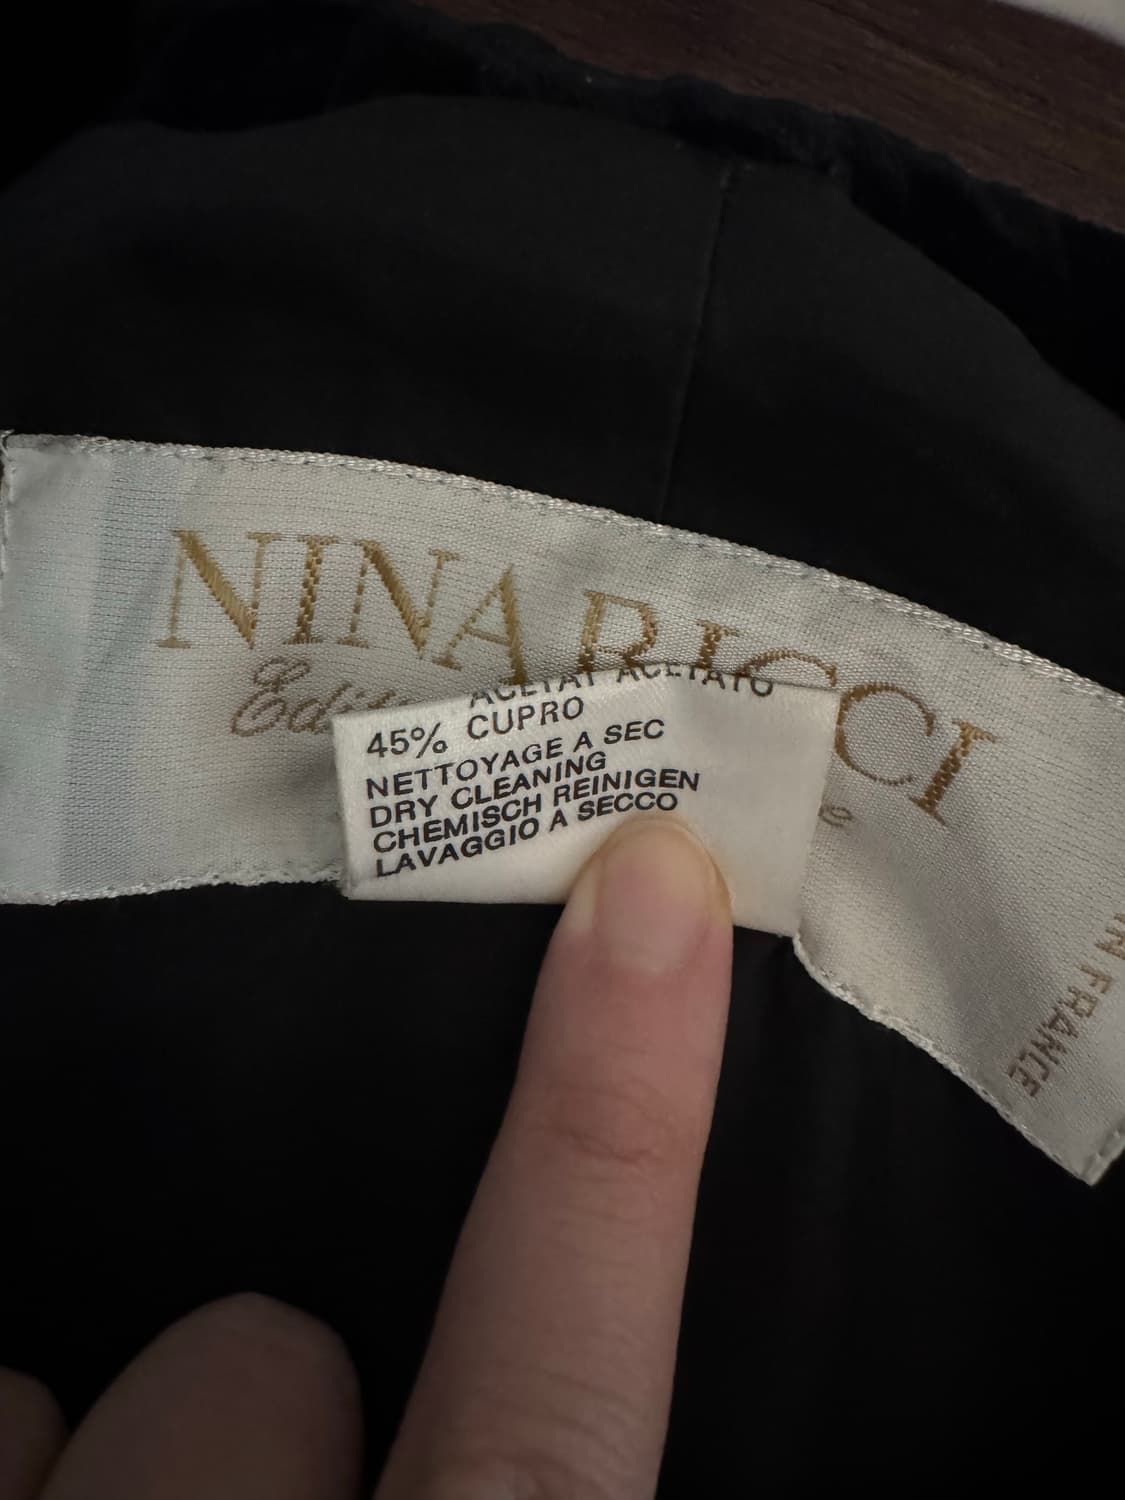 NINA RICCI
ACETAT ACETATO
45% CUPRO
NETTOYAGE A SEC
DRY CLEANING
CHEMISCH REINIGEN
LAVAGGIO A SECCO
IN FRANCE